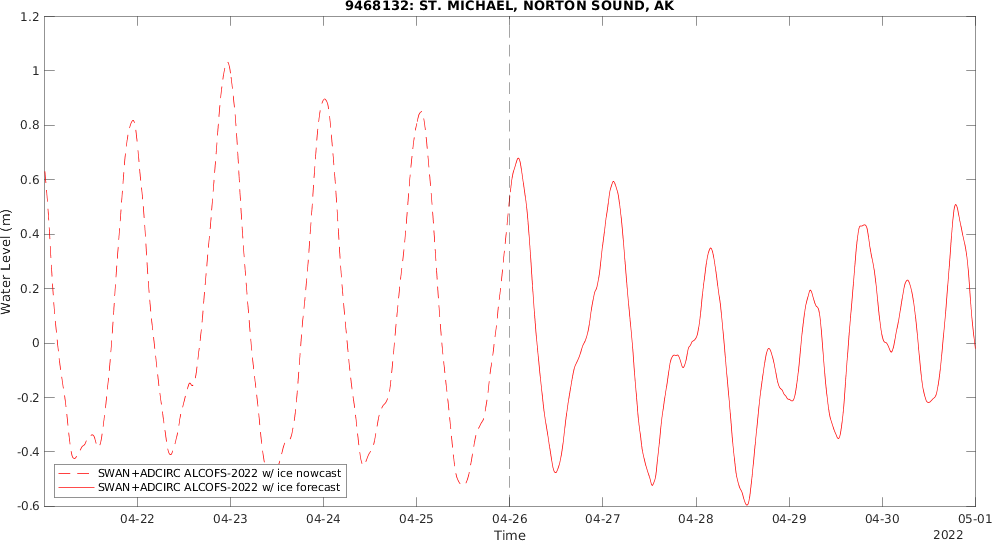 9468132: ST. MICHAEL, NORTON SOUND, AK
Water Level (m)
1.2
1
0.8
0.6
0.4
0.2
0
-0.2
-0.4
-0.6
SWAN+ADCIRC ALCOFS-2022 w/ ice nowcast
SWAN+ADCIRC ALCOFS-2022 w/ ice forecast
04-22 04-23 04-24 04-25 04-26 04-27 04-28 04-29 04-30 05-01
Time
2022